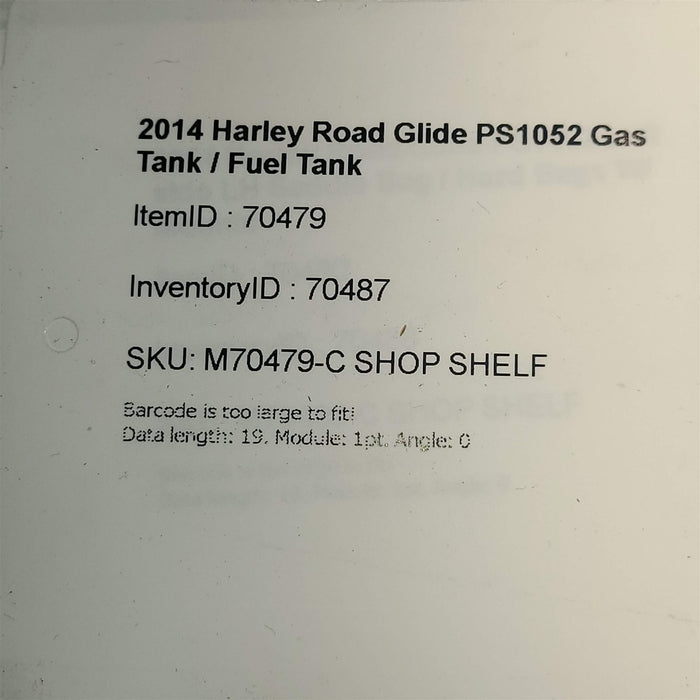 2014 Harley Road Glide PS1052 Gas
Tank / Fuel Tank
ItemID : 70479
InventoryID : 70487
SKU: M70479-C SHOP SHELF
Barcode is too large to fit!
Data length: 19, Module: 1pt, Angle: 0